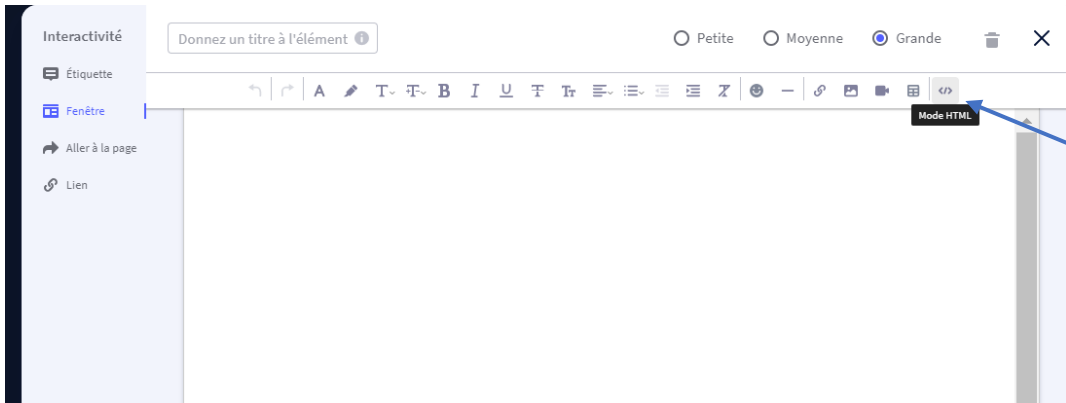 Interactivité
Donnez un titre à l'élément
Petite
Moyenne
Grande
Étiquette
Fenêtre
Aller à la page
Lien
Mode HTML